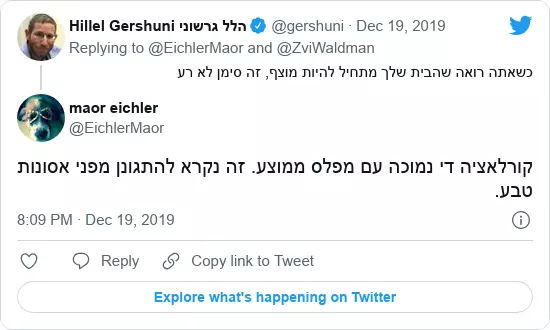 Hillel Gershuni הלל גרשוני @gershuni · Dec 19, 2019
Replying to @EichlerMaor and @ZviWaldman
כשאתה רואה שהבית שלך מתחיל להיות מוצף, זה סימן לא רע
maor eichler
@EichlerMaor
קורלאציה די נמוכה עם מפלס ממוצע. זה נקרא להתגונן מפני אסונות
טבע.
8:09 PM · Dec 19, 2019
Reply Copy link to Tweet
Explore what's happening on Twitter